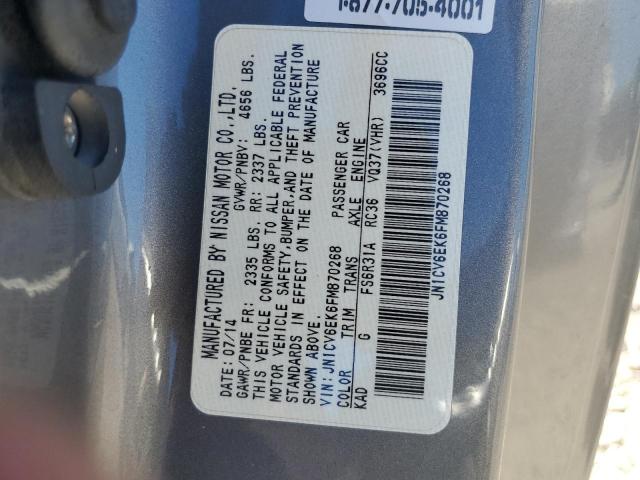 1-877-705-4001
MANUFACTURED BY NISSAN MOTOR CO.,LTD.
DATE: 07/14 GVWR/PNBV: 4656 LBS.
GAWR/PNBE FR: 2335 LBS. RR: 2337 LBS.
THIS VEHICLE CONFORMS TO ALL APPLICABLE FEDERAL
MOTOR VEHICLE SAFETY,BUMPER,AND THEFT PREVENTION
STANDARDS IN EFFECT ON THE DATE OF MANUFACTURE
SHOWN ABOVE.
VIN: JN1CV6EK6FM870268 PASSENGER CAR
COLOR TRIM TRANS AXLE ENGINE
KAD G FS6R31A RC36 VQ37(VHR) 3696CC
JN1CV6EK6FM870268